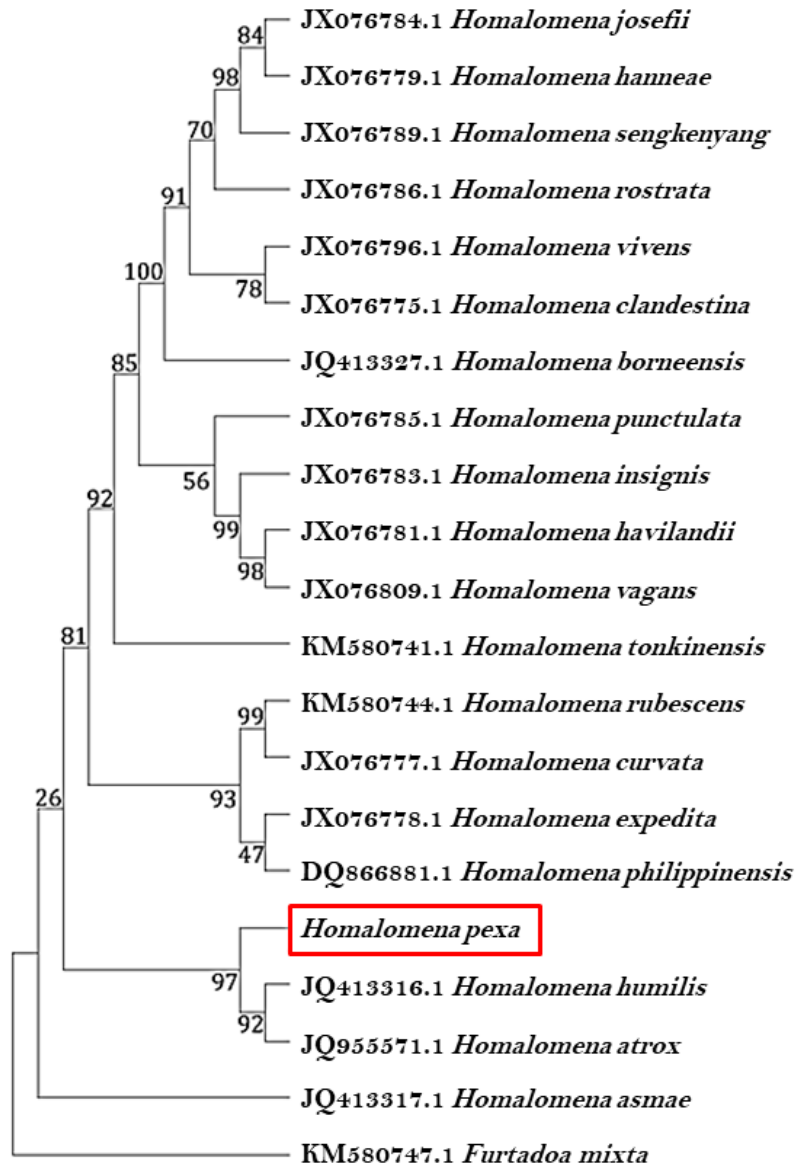 JX076784.1 Homalomena josefii
84
JX076779.1 Homalomena hanneae
98
JX076789.1 Homalomena sengkenyang
70
JX076786.1 Homalomena rostrata
91
JX076796.1 Homalomena vivens
100
78
JX076775.1 Homalomena clandestina
85
JQ413327.1 Homalomena borneensis
JX076785.1 Homalomena punctulata
56
JX076783.1 Homalomena insignis
92
99
JX076781.1 Homalomena havilandii
98
JX076809.1 Homalomena vagans
81
KM580741.1 Homalomena tonkinensis
KM580744.1 Homalomena rubescens
99
JX076777.1 Homalomena curvata
26
93
JX076778.1 Homalomena expedita
47
DQ866881.1 Homalomena philippinensis
Homalomena pexa
97
JQ413316.1 Homalomena humilis
92
JQ955571.1 Homalomena atrox
JQ413317.1 Homalomena asmae
KM580747.1 Furtadoa mixta